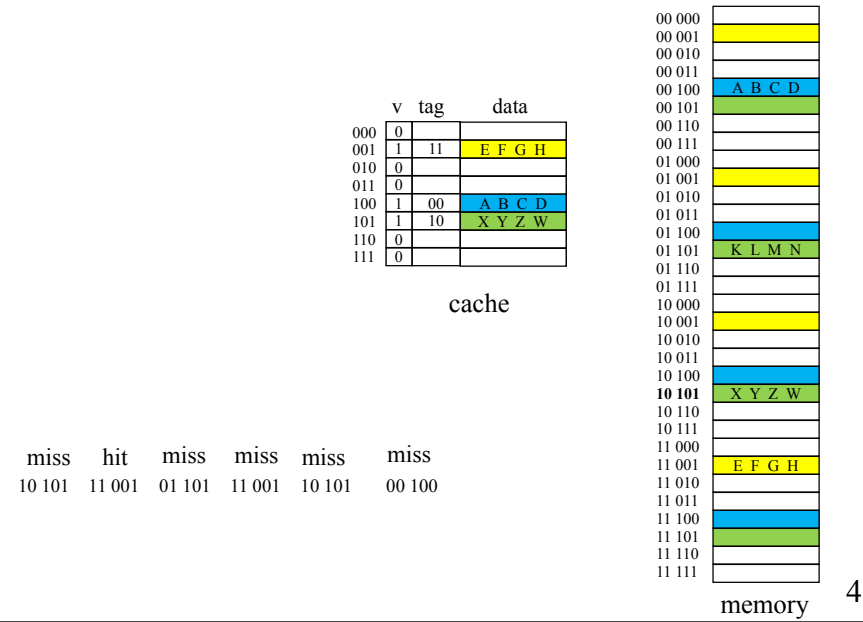 v tag data
000 0
001 1 11 E F G H
010 0
011 0
100 1 00 A B C D
101 1 10 X Y Z W
110 0
111 0
cache
miss hit miss miss miss miss
10 101 11 001 01 101 11 001 10 101 00 100
00 000
00 001
00 010
00 011
00 100 A B C D
00 101
00 110
00 111
01 000
01 001
01 010
01 011
01 100
01 101 K L M N
01 110
01 111
10 000
10 001
10 010
10 011
10 100
10 101 X Y Z W
10 110
10 111
11 000
11 001 E F G H
11 010
11 011
11 100
11 101
11 110
11 111
memory
4